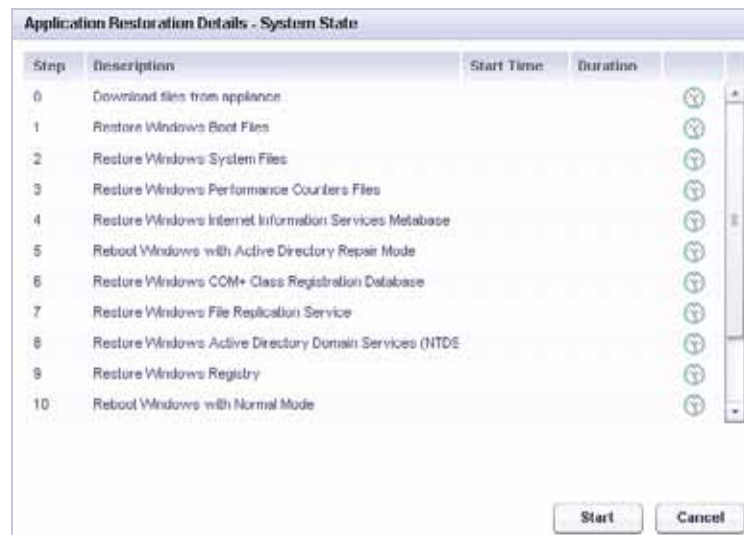 Application Restoration Details - System State
Step Description Start Time Duration
0 Download files from appliance
1 Restore Windows Boot Files
2 Restore Windows System Files
3 Restore Windows Performance Counters Files
4 Restore Windows Internet Information Services Metabase
5 Reboot Windows with Active Directory Repair Mode
6 Restore Windows COM+ Class Registration Database
7 Restore Windows File Replication Service
8 Restore Windows Active Directory Domain Services (NTDS
9 Restore Windows Registry
10 Reboot Windows with Normal Mode
Start Cancel